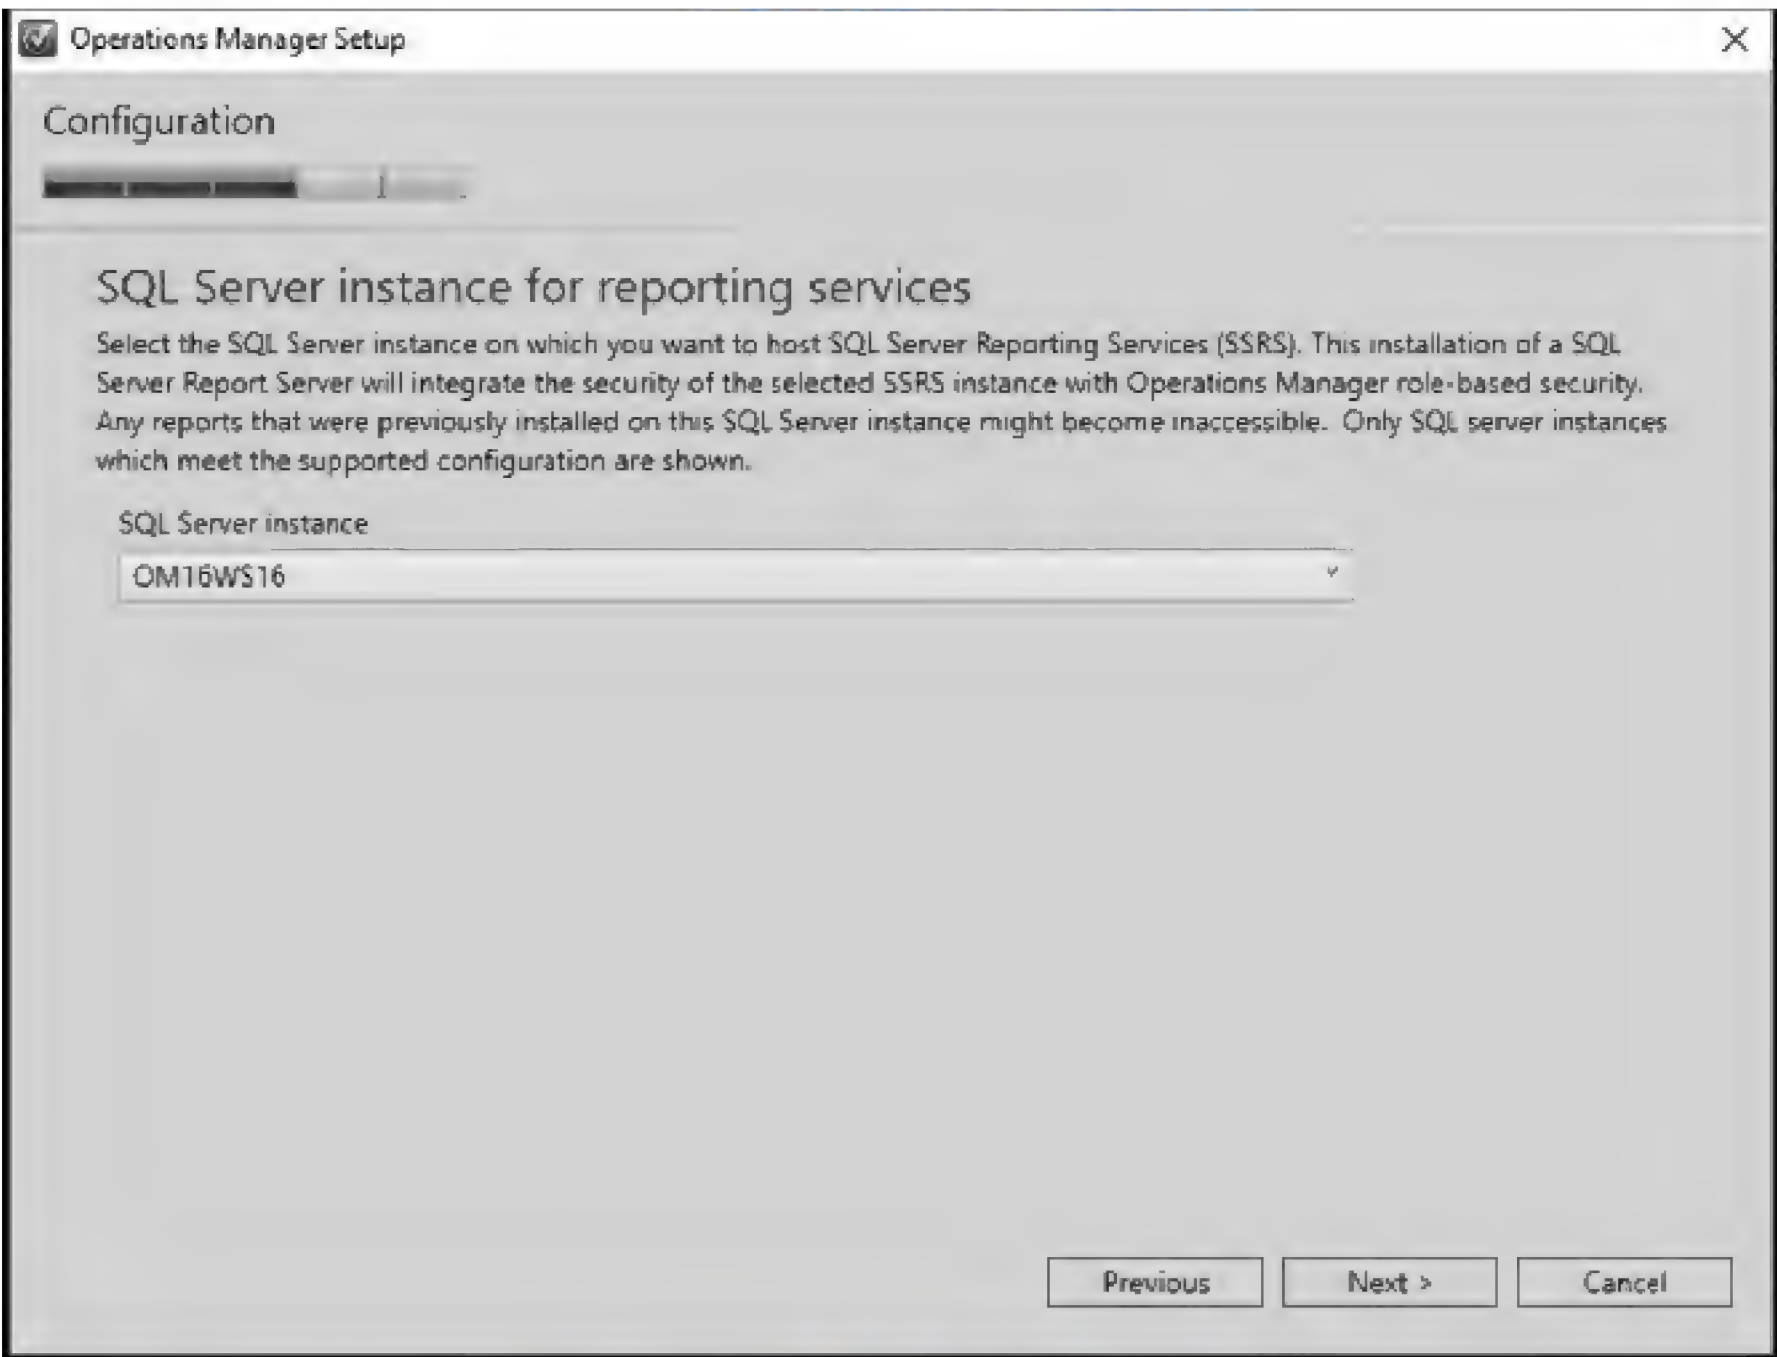 Operations Manager Setup
Configuration
SQL Server instance for reporting services
Select the SQL Server instance on which you want to host SQL Server Reporting Services (SSRS). This installation of a SQL
Server Report Server will integrate the security of the selected SSRS instance with Operations Manager role-based security.
Any reports that were previously installed on this SQL Server instance might become inaccessible.  Only SQL server instances
which meet the supported configuration are shown.
SQL Server instance
OM16WS16
Previous
Next >
Cancel